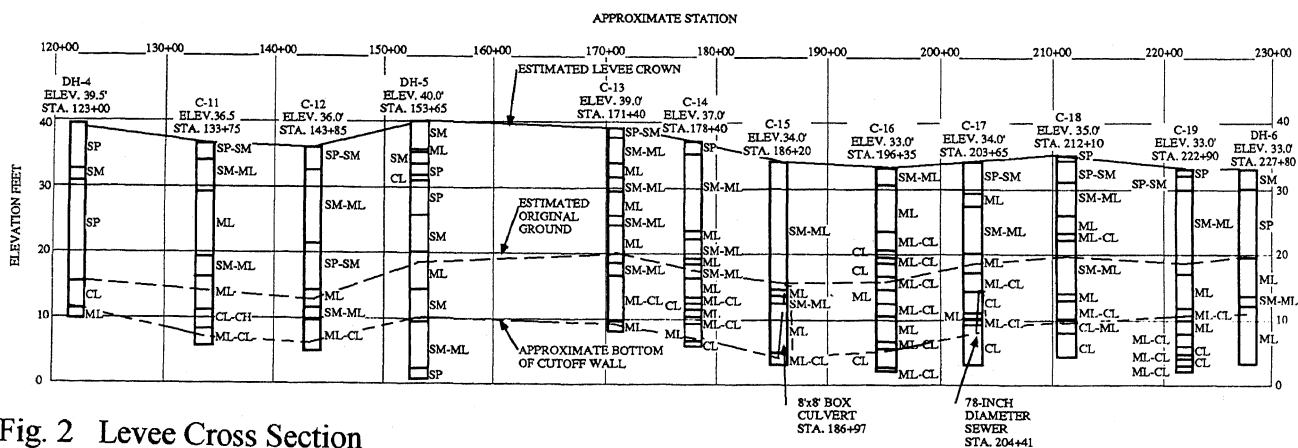 APPROXIMATE STATION
120+00 130+00 140+00 150+00 160+00 170+00 180+00 190+00 200+00 210+00 220+00 230+00
DH-4
ELEV. 39.5'
STA. 123+00
C-11
ELEV.36.5
STA. 133+75
C-12
ELEV. 36.0'
STA. 143+85
DH-5
ELEV. 40.0'
STA. 153+65
C-13
ELEV. 39.0'
STA. 171+40
C-14
ELEV. 37.0'
STA.178+40
C-15
ELEV.34.0'
STA. 186+20
C-16
ELEV. 33.0'
STA. 196+35
C-17
ELEV. 34.0'
STA. 203+65
C-18
ELEV. 35.0'
STA. 212+10
C-19
ELEV. 33.0'
STA. 222+90
DH-6
ELEV. 33.0'
STA. 227+80
ESTIMATED LEVEE CROWN
ESTIMATED
ORIGINAL
GROUND
APPROXIMATE BOTTOM
OF CUTOFF WALL
ELEVATION FEET
40
30
20
10
0
SP
SM
SP
CL
ML
SP-SM
SM-ML
ML
SM-ML
CL-CH
ML-CL
SP-SM
SM-ML
SP-SM
ML
SM-ML
ML-CL
SM
ML
SM
SP
CL
SP
SM
ML
SM
SM-ML
SP
SP-SM
ML
SM-ML
ML
SM-ML
ML
SM-ML
ML-CL
ML
SP
SM-ML
ML
SM-ML
ML
SM-ML
ML
ML-CL
CL
ML
ML-CL
CL
SM-ML
ML
SM-ML
ML
ML-CL
SM-ML
ML
ML-CL
CL
ML-CL
CL
ML-CL
ML
ML-CL
ML
ML-CL
ML-CL
SP-SM
ML
SM-ML
ML
CL
ML
ML-CL
CL
SP
SP-SM
SM-ML
ML
ML-CL
SM-ML
ML
ML-CL
CL-ML
CL
SP
SP-SM
SM-ML
ML
ML-CL
ML
ML-CL
CL
ML-CL
CL
ML-CL
SM
SP
ML
SM-ML
ML
40
30
20
10
0
8'x8' BOX
CULVERT
STA. 186+97
78-INCH
DIAMETER
SEWER
STA. 204+41
Fig. 2 Levee Cross Section